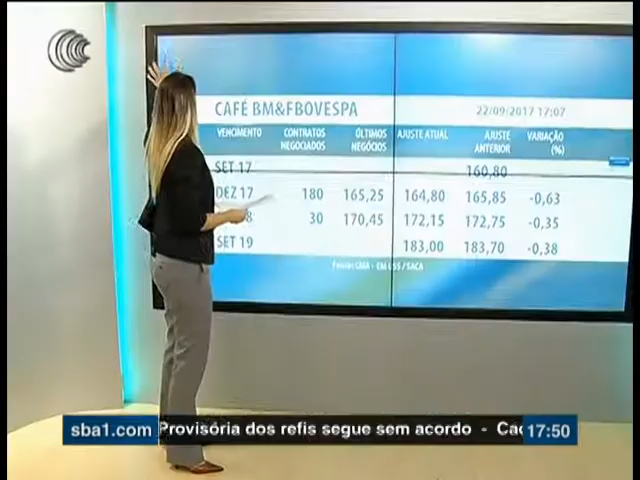 CAFÉ BM&FBOVESPA 22/09/2017 17:07
VENCIMENTO CONTRATOS NEGOCIADOS ÚLTIMOS NEGÓCIOS AJUSTE ATUAL AJUSTE ANTERIOR VARIAÇÃO (%)
SET 17 160,80
DEZ 17 180 165,25 164,80 165,85 -0,63
8 30 170,45 172,15 172,75 -0,35
SET 19 183,00 183,70 -0,38
sba1.com Provisória dos refis segue sem acordo - Ca 17:50